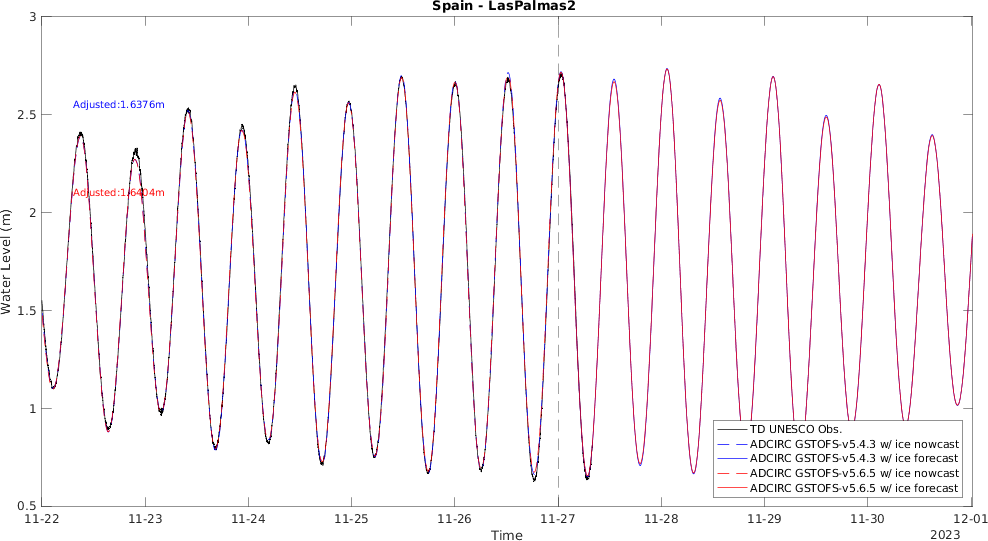 Spain - LasPalmas2
3
2.5
2
1.5
1
0.5
Water Level (m)
Adjusted:1.6376m
Adjusted:1.6404m
TD UNESCO Obs.
ADCIRC GSTOFS-v5.4.3 w/ ice nowcast
ADCIRC GSTOFS-v5.4.3 w/ ice forecast
ADCIRC GSTOFS-v5.6.5 w/ ice nowcast
ADCIRC GSTOFS-v5.6.5 w/ ice forecast
11-22 11-23 11-24 11-25 11-26 11-27 11-28 11-29 11-30 12-01
Time
2023